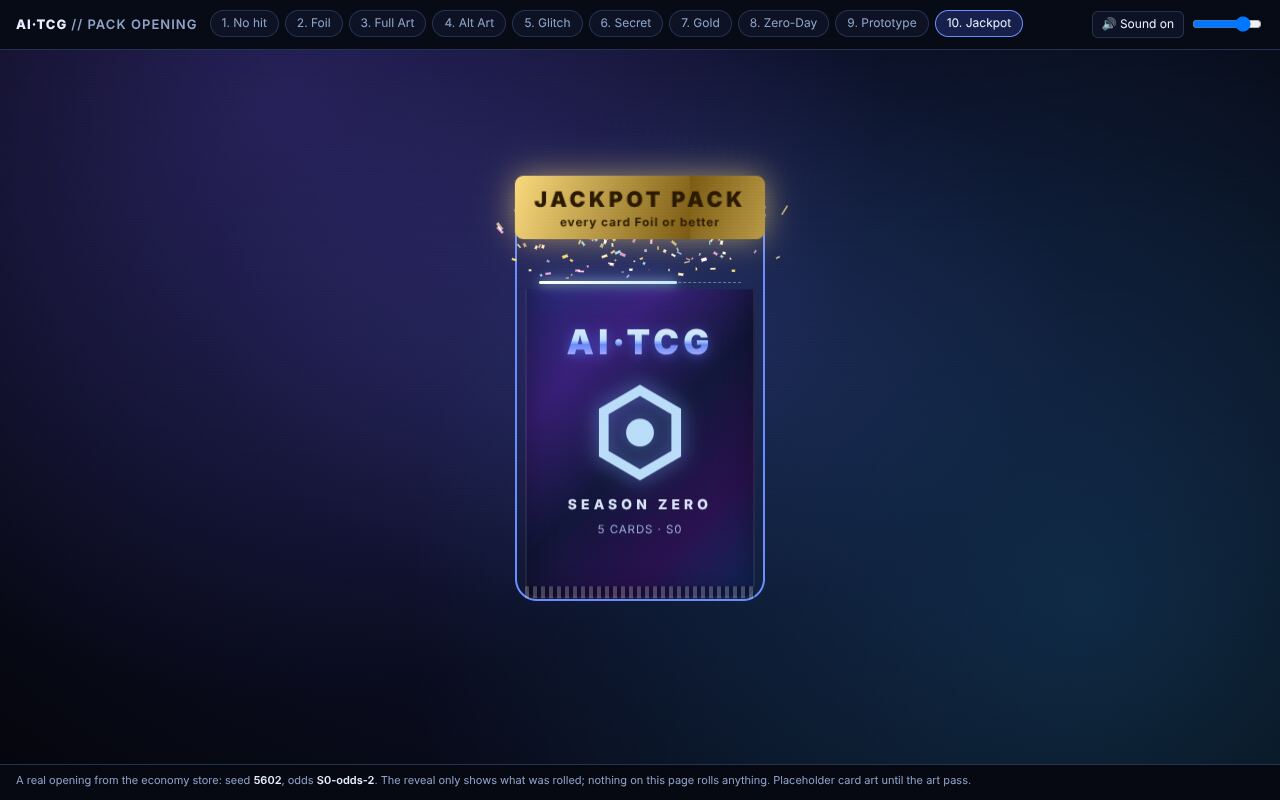 AI·TCG // PACK OPENING
1. No hit
2. Foil
3. Full Art
4. Alt Art
5. Glitch
6. Secret
7. Gold
8. Zero-Day
9. Prototype
10. Jackpot
🔊 Sound on
JACKPOT PACK
every card Foil or better
AI·TCG
SEASON ZERO
5 CARDS · S0
A real opening from the economy store: seed 5602, odds S0-odds-2. The reveal only shows what was rolled; nothing on this page rolls anything. Placeholder card art until the art pass.